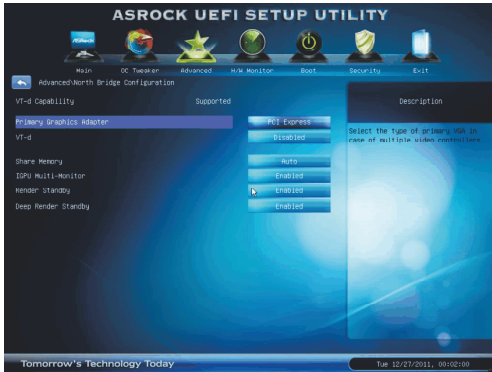 ASROCK UEFI SETUP UTILITY
ASRock
Main OC Tweaker Advanced H/W Monitor Boot Security Exit
Advanced\North Bridge Configuration
VT-d Capability Supported
Description
Primary Graphics Adapter PCI Express
Select the type of primary VGA in
case of multiple video controllers.
VT-d Disabled
Share Memory Auto
IGPU Multi-Monitor Enabled
Render Standby Enabled
Deep Render Standby Enabled
Tomorrow's Technology Today
Tue 12/27/2011, 00:02:00